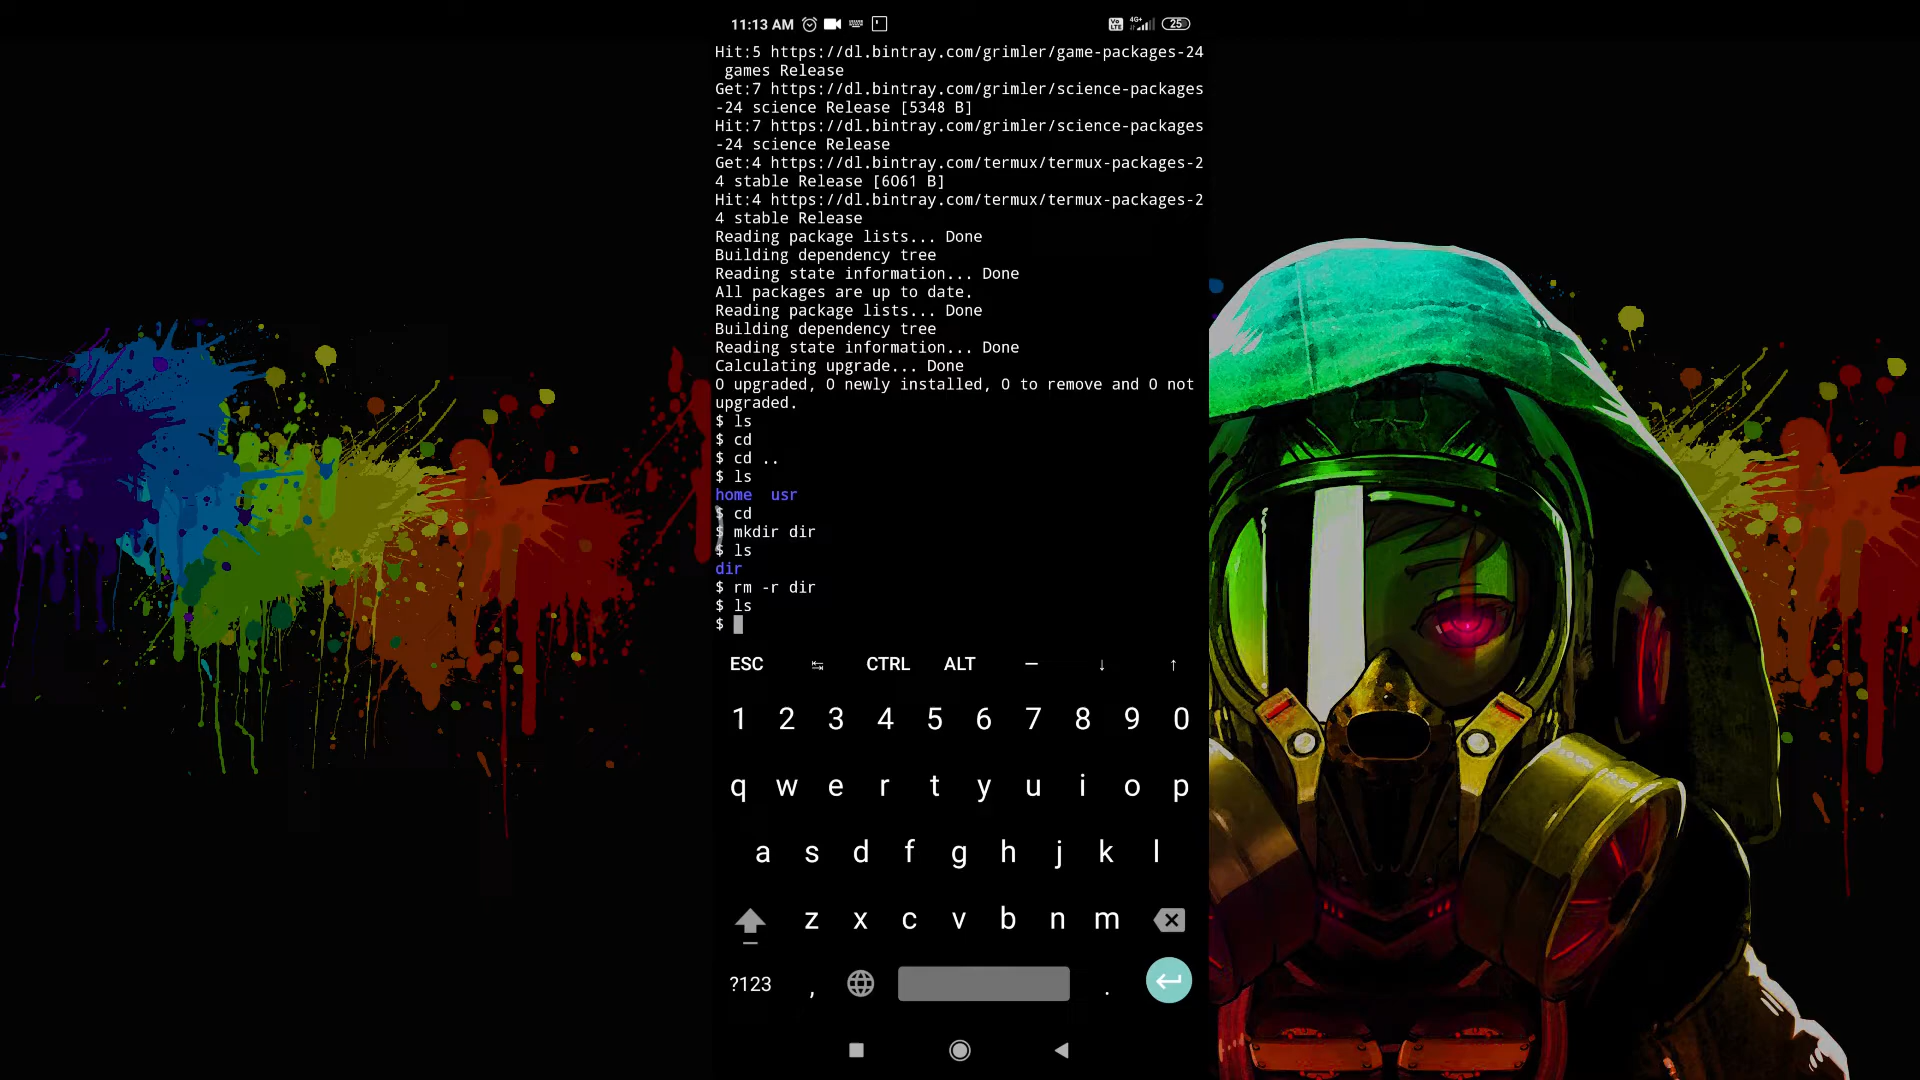 11:13 AM VoLTE 4G+ 25
Hit:5 https://dl.bintray.com/grimler/game-packages-24
 games Release
Get:7 https://dl.bintray.com/grimler/science-packages
-24 science Release [5348 B]
Hit:7 https://dl.bintray.com/grimler/science-packages
-24 science Release
Get:4 https://dl.bintray.com/termux/termux-packages-2
4 stable Release [6061 B]
Hit:4 https://dl.bintray.com/termux/termux-packages-2
4 stable Release
Reading package lists... Done
Building dependency tree
Reading state information... Done
All packages are up to date.
Reading package lists... Done
Building dependency tree
Reading state information... Done
Calculating upgrade... Done
0 upgraded, 0 newly installed, 0 to remove and 0 not
upgraded.
$ ls
$ cd
$ cd ..
$ ls
home  usr
$ cd
$ mkdir dir
$ ls
dir
$ rm -r dir
$ ls
$
ESC ↹ CTRL ALT — ↓ ↑
1 2 3 4 5 6 7 8 9 0
q w e r t y u i o p
a s d f g h j k l
z x c v b n m
?123 , .